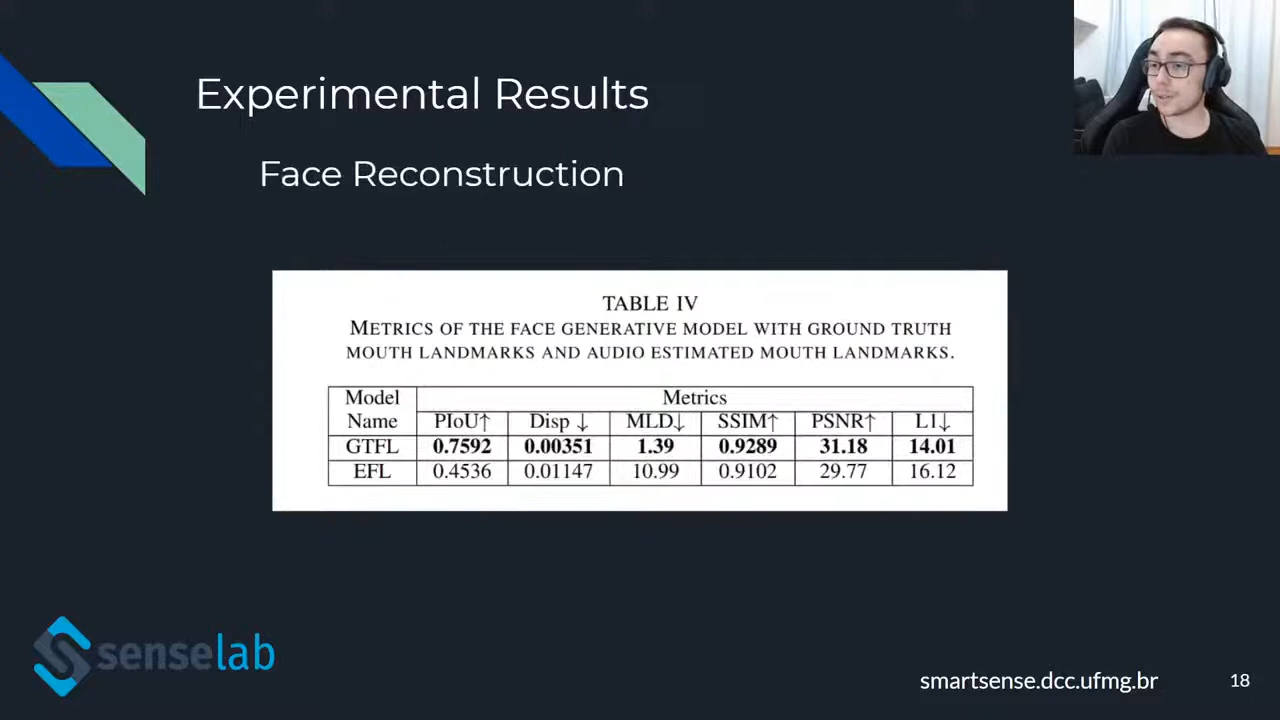 Experimental Results
Face Reconstruction
TABLE IV
METRICS OF THE FACE GENERATIVE MODEL WITH GROUND TRUTH
MOUTH LANDMARKS AND AUDIO ESTIMATED MOUTH LANDMARKS.
Model Metrics
Name PIoU↑ Disp ↓ MLD↓ SSIM↑ PSNR↑ L1↓
GTFL 0.7592 0.00351 1.39 0.9289 31.18 14.01
EFL 0.4536 0.01147 10.99 0.9102 29.77 16.12
senselab
smartsense.dcc.ufmg.br 18